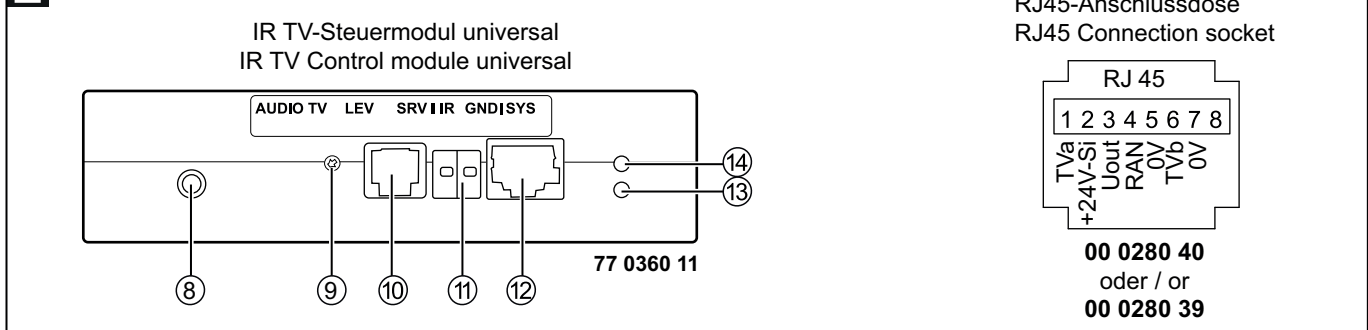 IR TV-Steuermodul universal
IR TV Control module universal
AUDIO TV LEV SRV I IR GND I SYS
14
13
8 9 10 11 12
77 0360 11
RJ45-Anschlussdose
RJ45 Connection socket
RJ 45
1 2 3 4 5 6 7 8
TVa
+24V-Si
Uout
RAN
0V
TVb
0V
00 0280 40
oder / or
00 0280 39